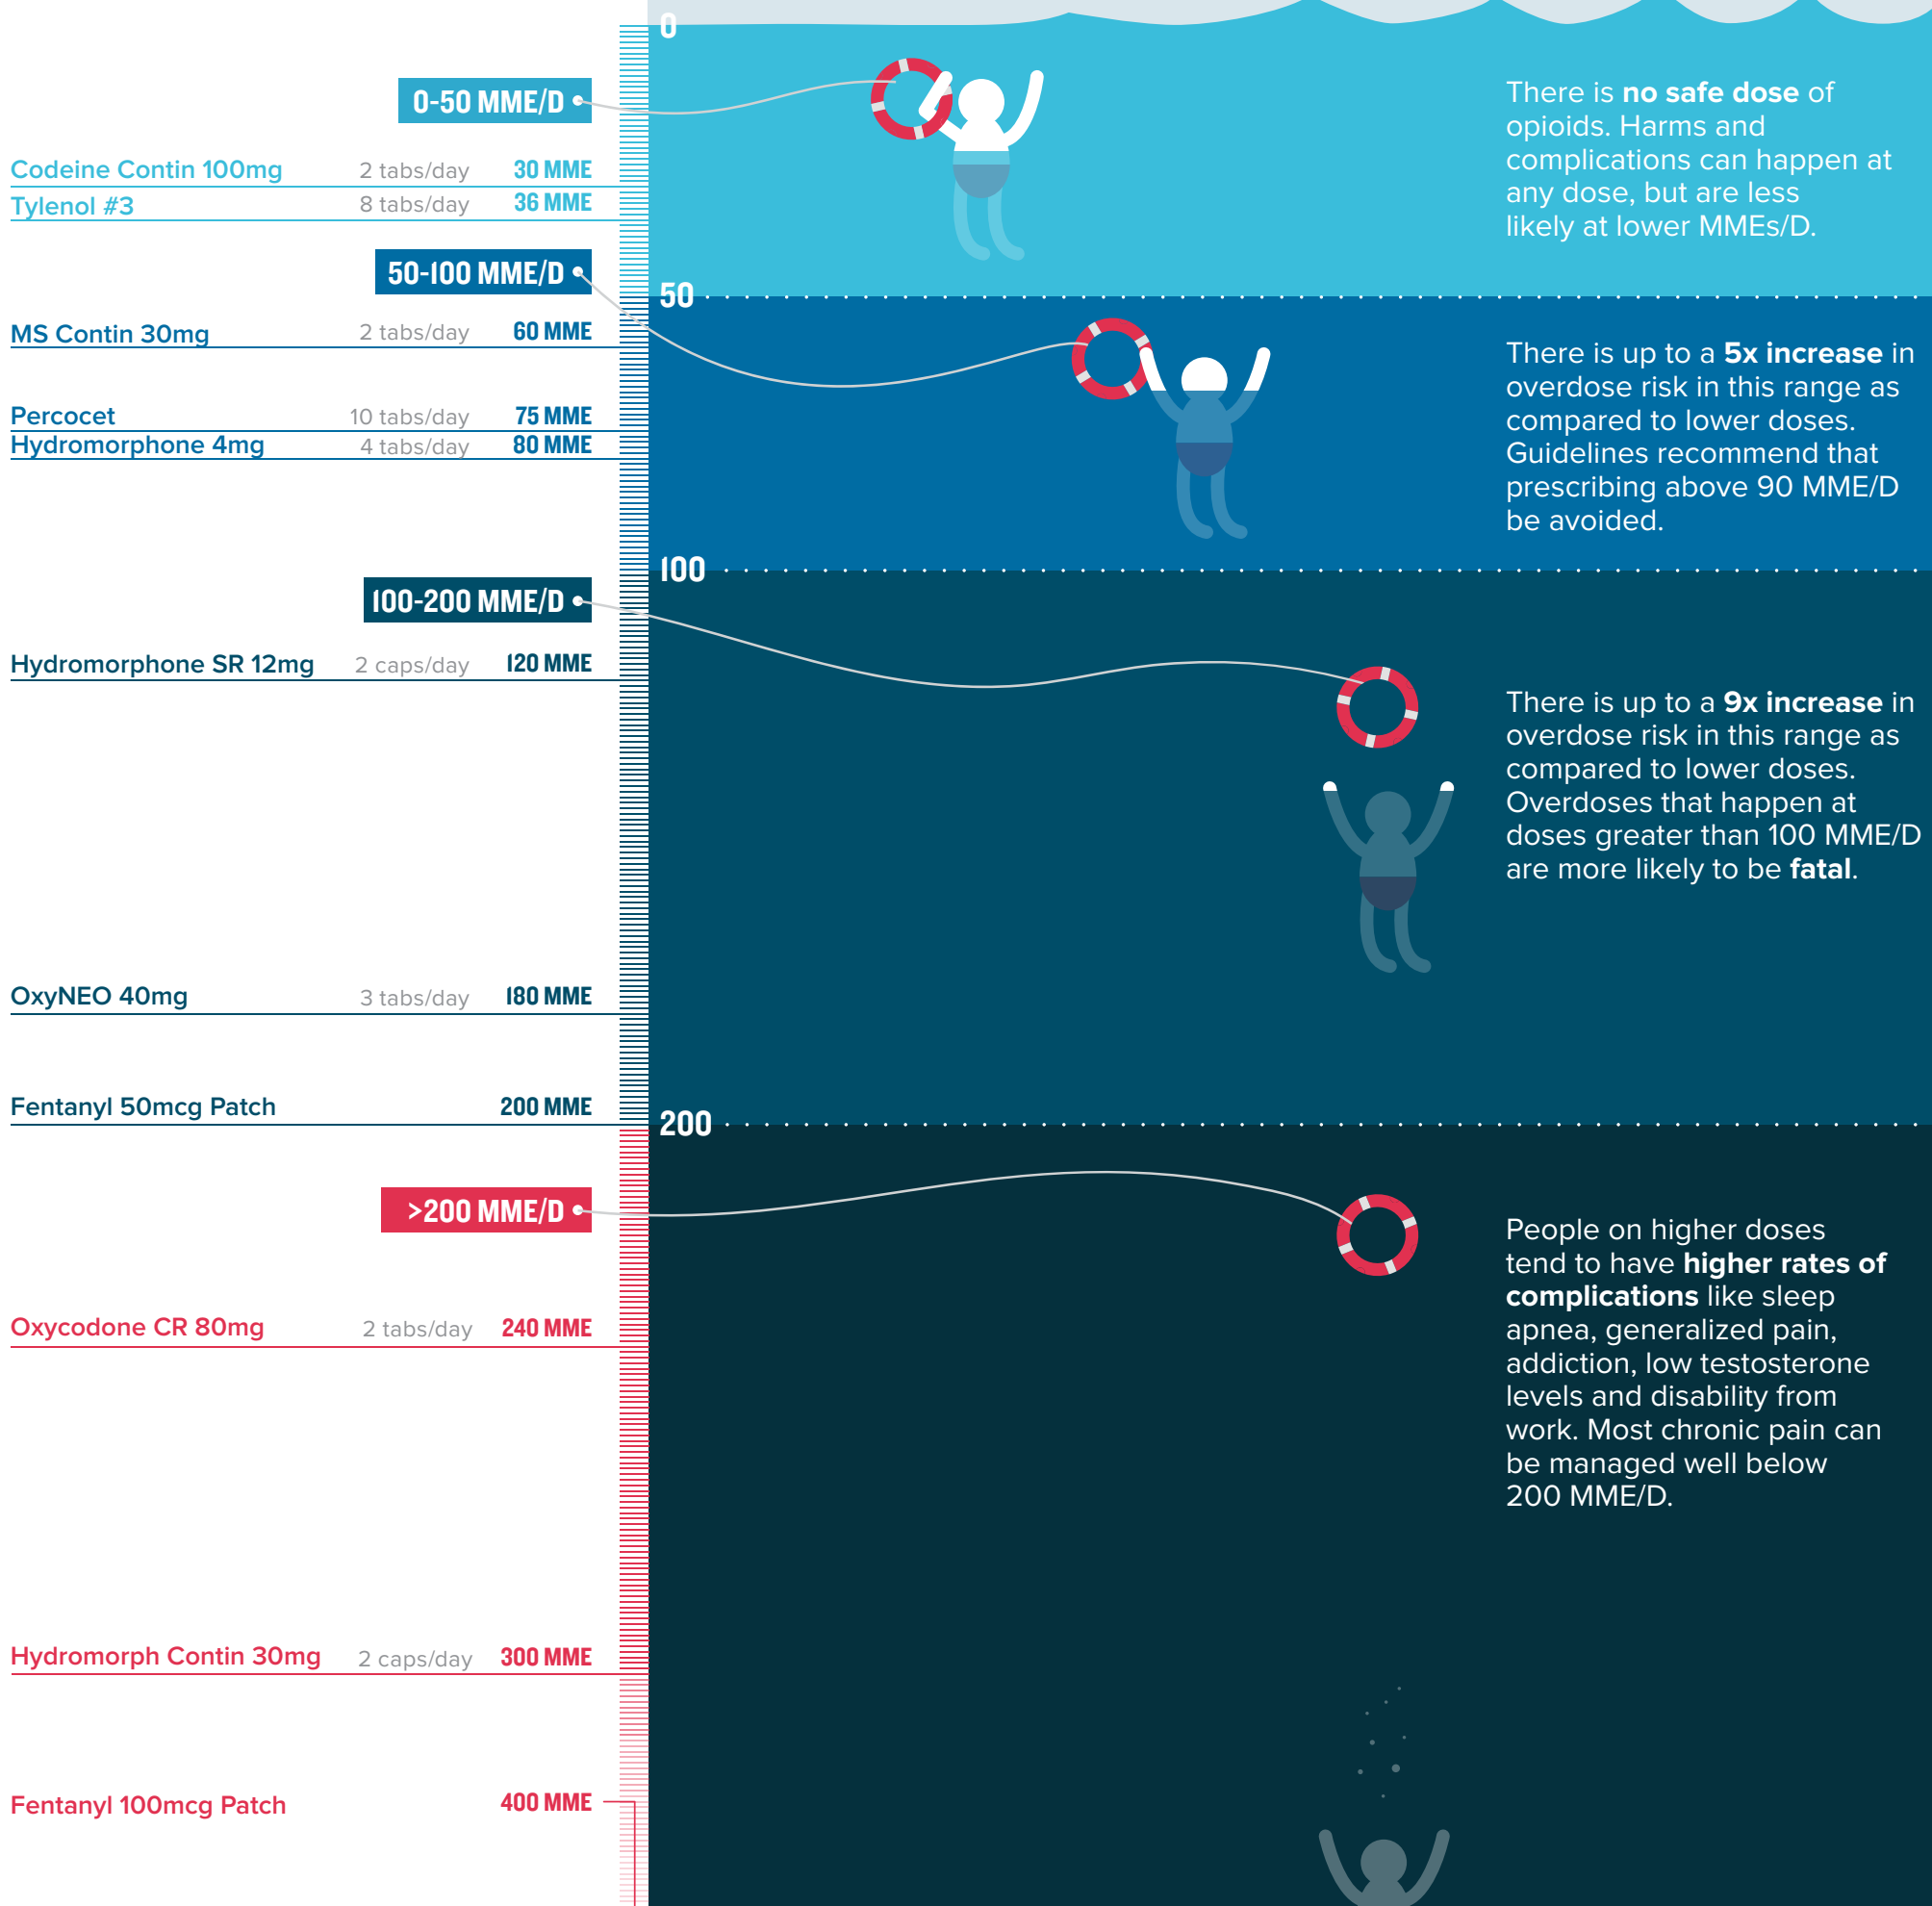 0
0-50 MME/D
Codeine Contin 100mg 2 tabs/day 30 MME
Tylenol #3 8 tabs/day 36 MME
There is no safe dose of
opioids. Harms and
complications can happen at
any dose, but are less
likely at lower MMEs/D.
50-100 MME/D
50
MS Contin 30mg 2 tabs/day 60 MME
Percocet 10 tabs/day 75 MME
Hydromorphone 4mg 4 tabs/day 80 MME
There is up to a 5x increase in
overdose risk in this range as
compared to lower doses.
Guidelines recommend that
prescribing above 90 MME/D
be avoided.
100
100-200 MME/D
Hydromorphone SR 12mg 2 caps/day 120 MME
There is up to a 9x increase in
overdose risk in this range as
compared to lower doses.
Overdoses that happen at
doses greater than 100 MME/D
are more likely to be fatal.
OxyNEO 40mg 3 tabs/day 180 MME
Fentanyl 50mcg Patch 200 MME
200
>200 MME/D
Oxycodone CR 80mg 2 tabs/day 240 MME
People on higher doses
tend to have higher rates of
complications like sleep
apnea, generalized pain,
addiction, low testosterone
levels and disability from
work. Most chronic pain can
be managed well below
200 MME/D.
Hydromorph Contin 30mg 2 caps/day 300 MME
Fentanyl 100mcg Patch 400 MME